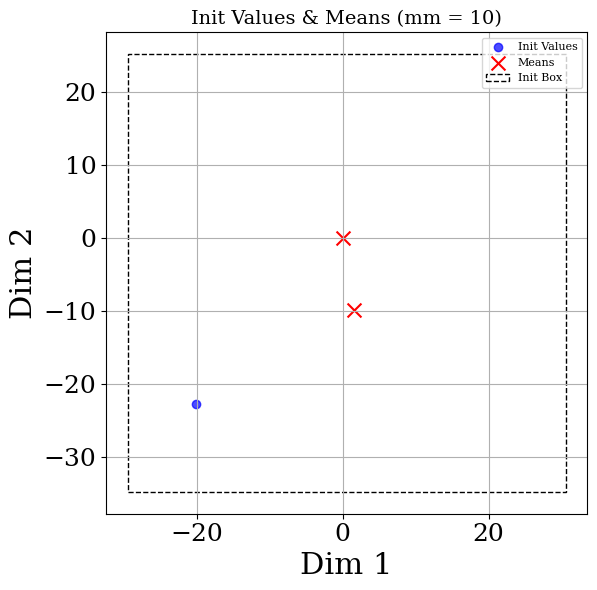 Init Values & Means (mm = 10)
Init Values
Means
Init Box
Dim 2
20
10
0
−10
−20
−30
−20 0 20
Dim 1